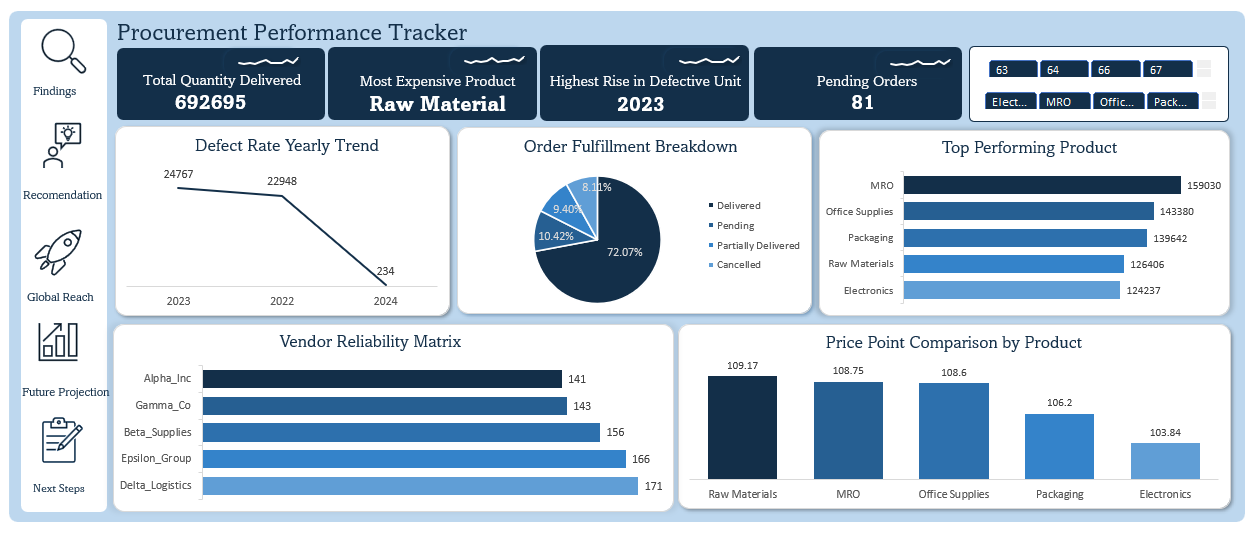 Procurement Performance Tracker
Findings
Recomendation
Global Reach
Future Projection
Next Steps
Total Quantity Delivered
692695
Most Expensive Product
Raw Material
Highest Rise in Defective Unit
2023
Pending Orders
81
63 64 66 67
Elect... MRO Offic... Pack...
Defect Rate Yearly Trend
24767
22948
234
2023 2022 2024
Order Fulfillment Breakdown
8.11%
9.40%
10.42%
72.07%
Delivered
Pending
Partially Delivered
Cancelled
Top Performing Product
MRO 159030
Office Supplies 143380
Packaging 139642
Raw Materials 126406
Electronics 124237
Vendor Reliability Matrix
Alpha_Inc 141
Gamma_Co 143
Beta_Supplies 156
Epsilon_Group 166
Delta_Logistics 171
Price Point Comparison by Product
109.17 108.75 108.6 106.2 103.84
Raw Materials MRO Office Supplies Packaging Electronics